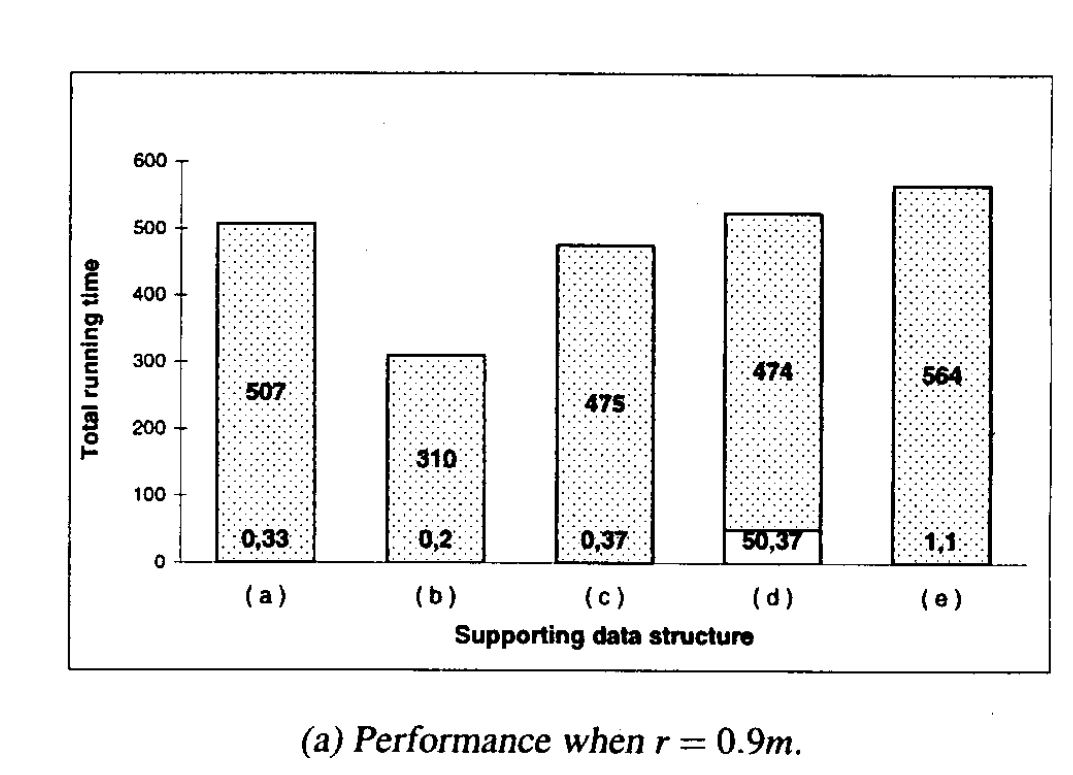 600
500
400
300
200
100
0
Total running time
507
310
475
474
564
0,33
0,2
0,37
50,37
1,1
(a)
(b)
(c)
(d)
(e)
Supporting data structure
(a) Performance when r = 0.9m.